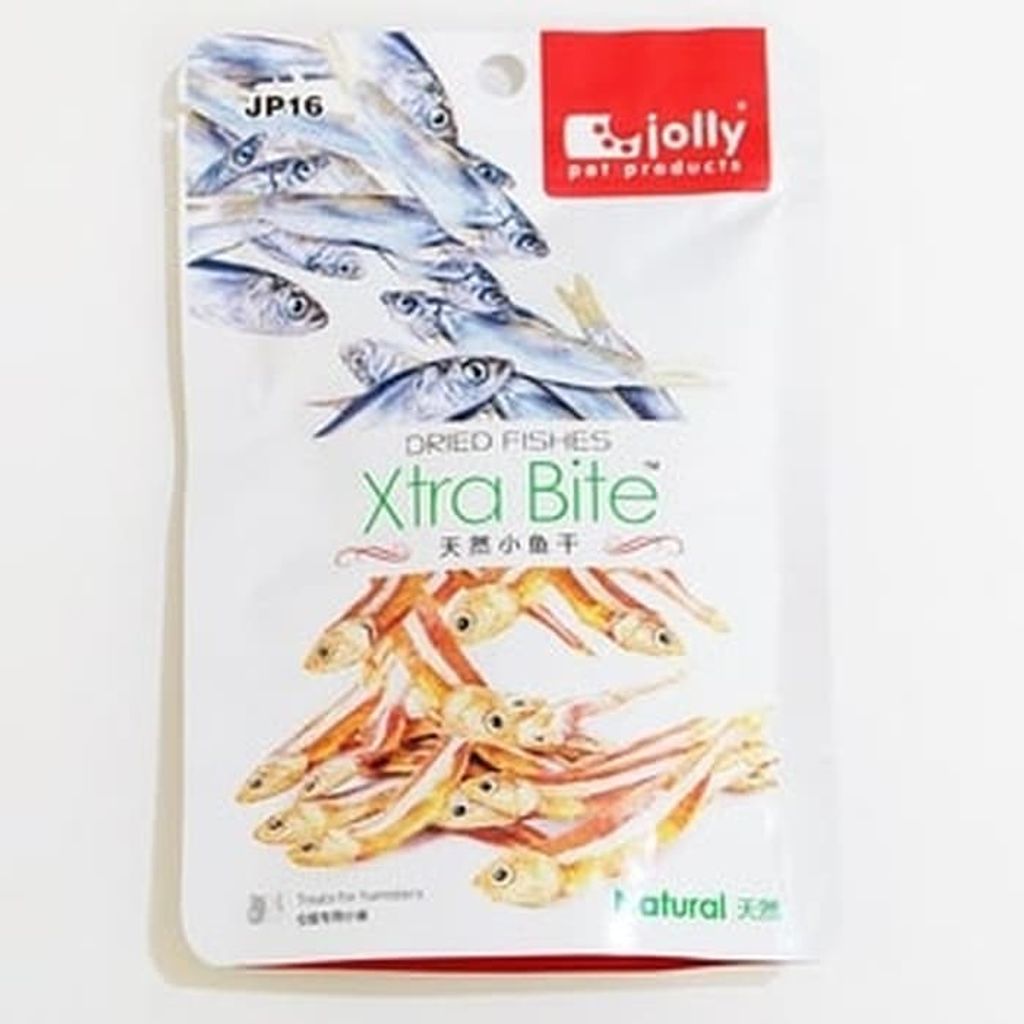 JP16
jolly®
pet products
DRIED FISHES
Xtra Bite™
天然小鱼干
Treats for hamsters
Natural 天然